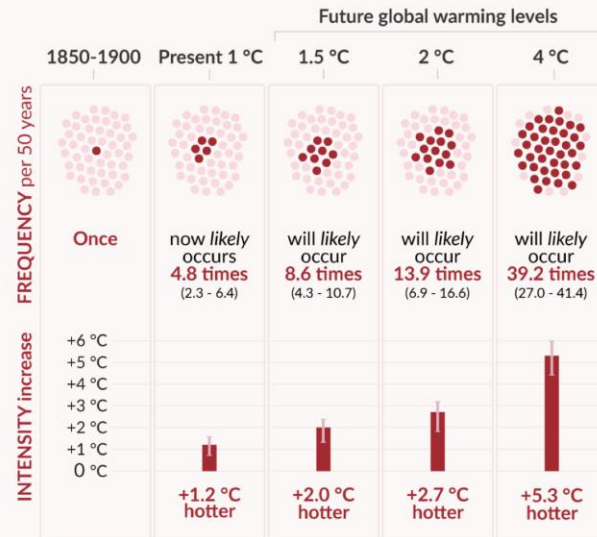 Future global warming levels
1850-1900 Present 1 °C 1.5 °C 2 °C 4 °C
FREQUENCY per 50 years
Once
now likely occurs 4.8 times (2.3 - 6.4)
will likely occur 8.6 times (4.3 - 10.7)
will likely occur 13.9 times (6.9 - 16.6)
will likely occur 39.2 times (27.0 - 41.4)
INTENSITY increase
+6 °C
+5 °C
+4 °C
+3 °C
+2 °C
+1 °C
0 °C
+1.2 °C hotter
+2.0 °C hotter
+2.7 °C hotter
+5.3 °C hotter